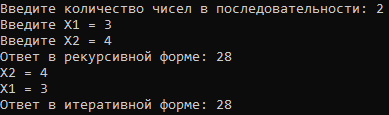 Введите количество чисел в последовательности: 2
Введите X1 = 3
Введите X2 = 4
Ответ в рекурсивной форме: 28
X2 = 4
X1 = 3
Ответ в итеративной форме: 28